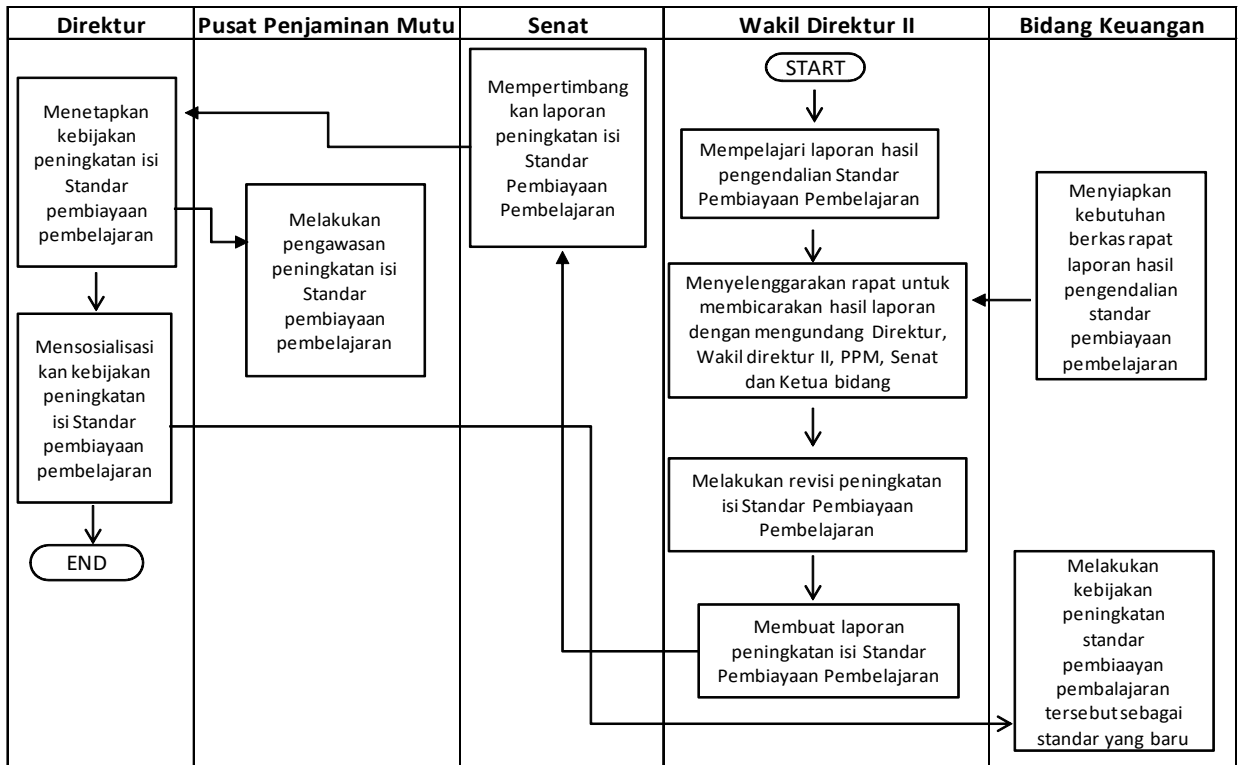 Direktur
Pusat Penjaminan Mutu
Senat
Wakil Direktur II
Bidang Keuangan
Menetapkan
kebijakan
peningkatan isi
Standar
pembiayaan
pembelajaran
Mensosialisasi
kan kebijakan
peningkatan
isi Standar
pembiayaan
pembelajaran
END
Melakukan
pengawasan
peningkatan isi
Standar
pembiayaan
pembelajaran
Mempertimbang
kan laporan
peningkatan isi
Standar
Pembiayaan
Pembelajaran
START
Mempelajari laporan hasil
pengendalian Standar
Pembiayaan Pembelajaran
Menyelenggarakan rapat untuk
membicarakan hasil laporan
dengan mengundang Direktur,
Wakil direktur II, PPM, Senat
dan Ketua bidang
Melakukan revisi peningkatan
isi Standar Pembiayaan
Pembelajaran
Membuat laporan
peningkatan isi Standar
Pembiayaan Pembelajaran
Menyiapkan
kebutuhan
berkas rapat
laporan hasil
pengendalian
standar
pembiayaan
pembelajaran
Melakukan
kebijakan
peningkatan
standar
pembiaayan
pembalajaran
tersebut sebagai
standar yang baru